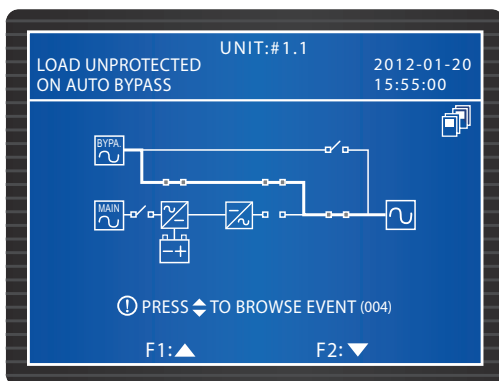 UNIT:#1.1
LOAD UNPROTECTED
2012-01-20
ON AUTO BYPASS
15:55:00
BYPA.
MAIN
PRESS TO BROWSE EVENT (004)
F1:
F2: